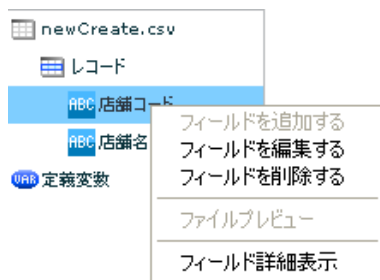 newCreate.csv
レコード
ABC 店舗コード
フィールドを追加する
ABC 店舗名
フィールドを編集する
VAR 定義変数
フィールドを削除する
ファイルプレビュー
フィールド詳細表示